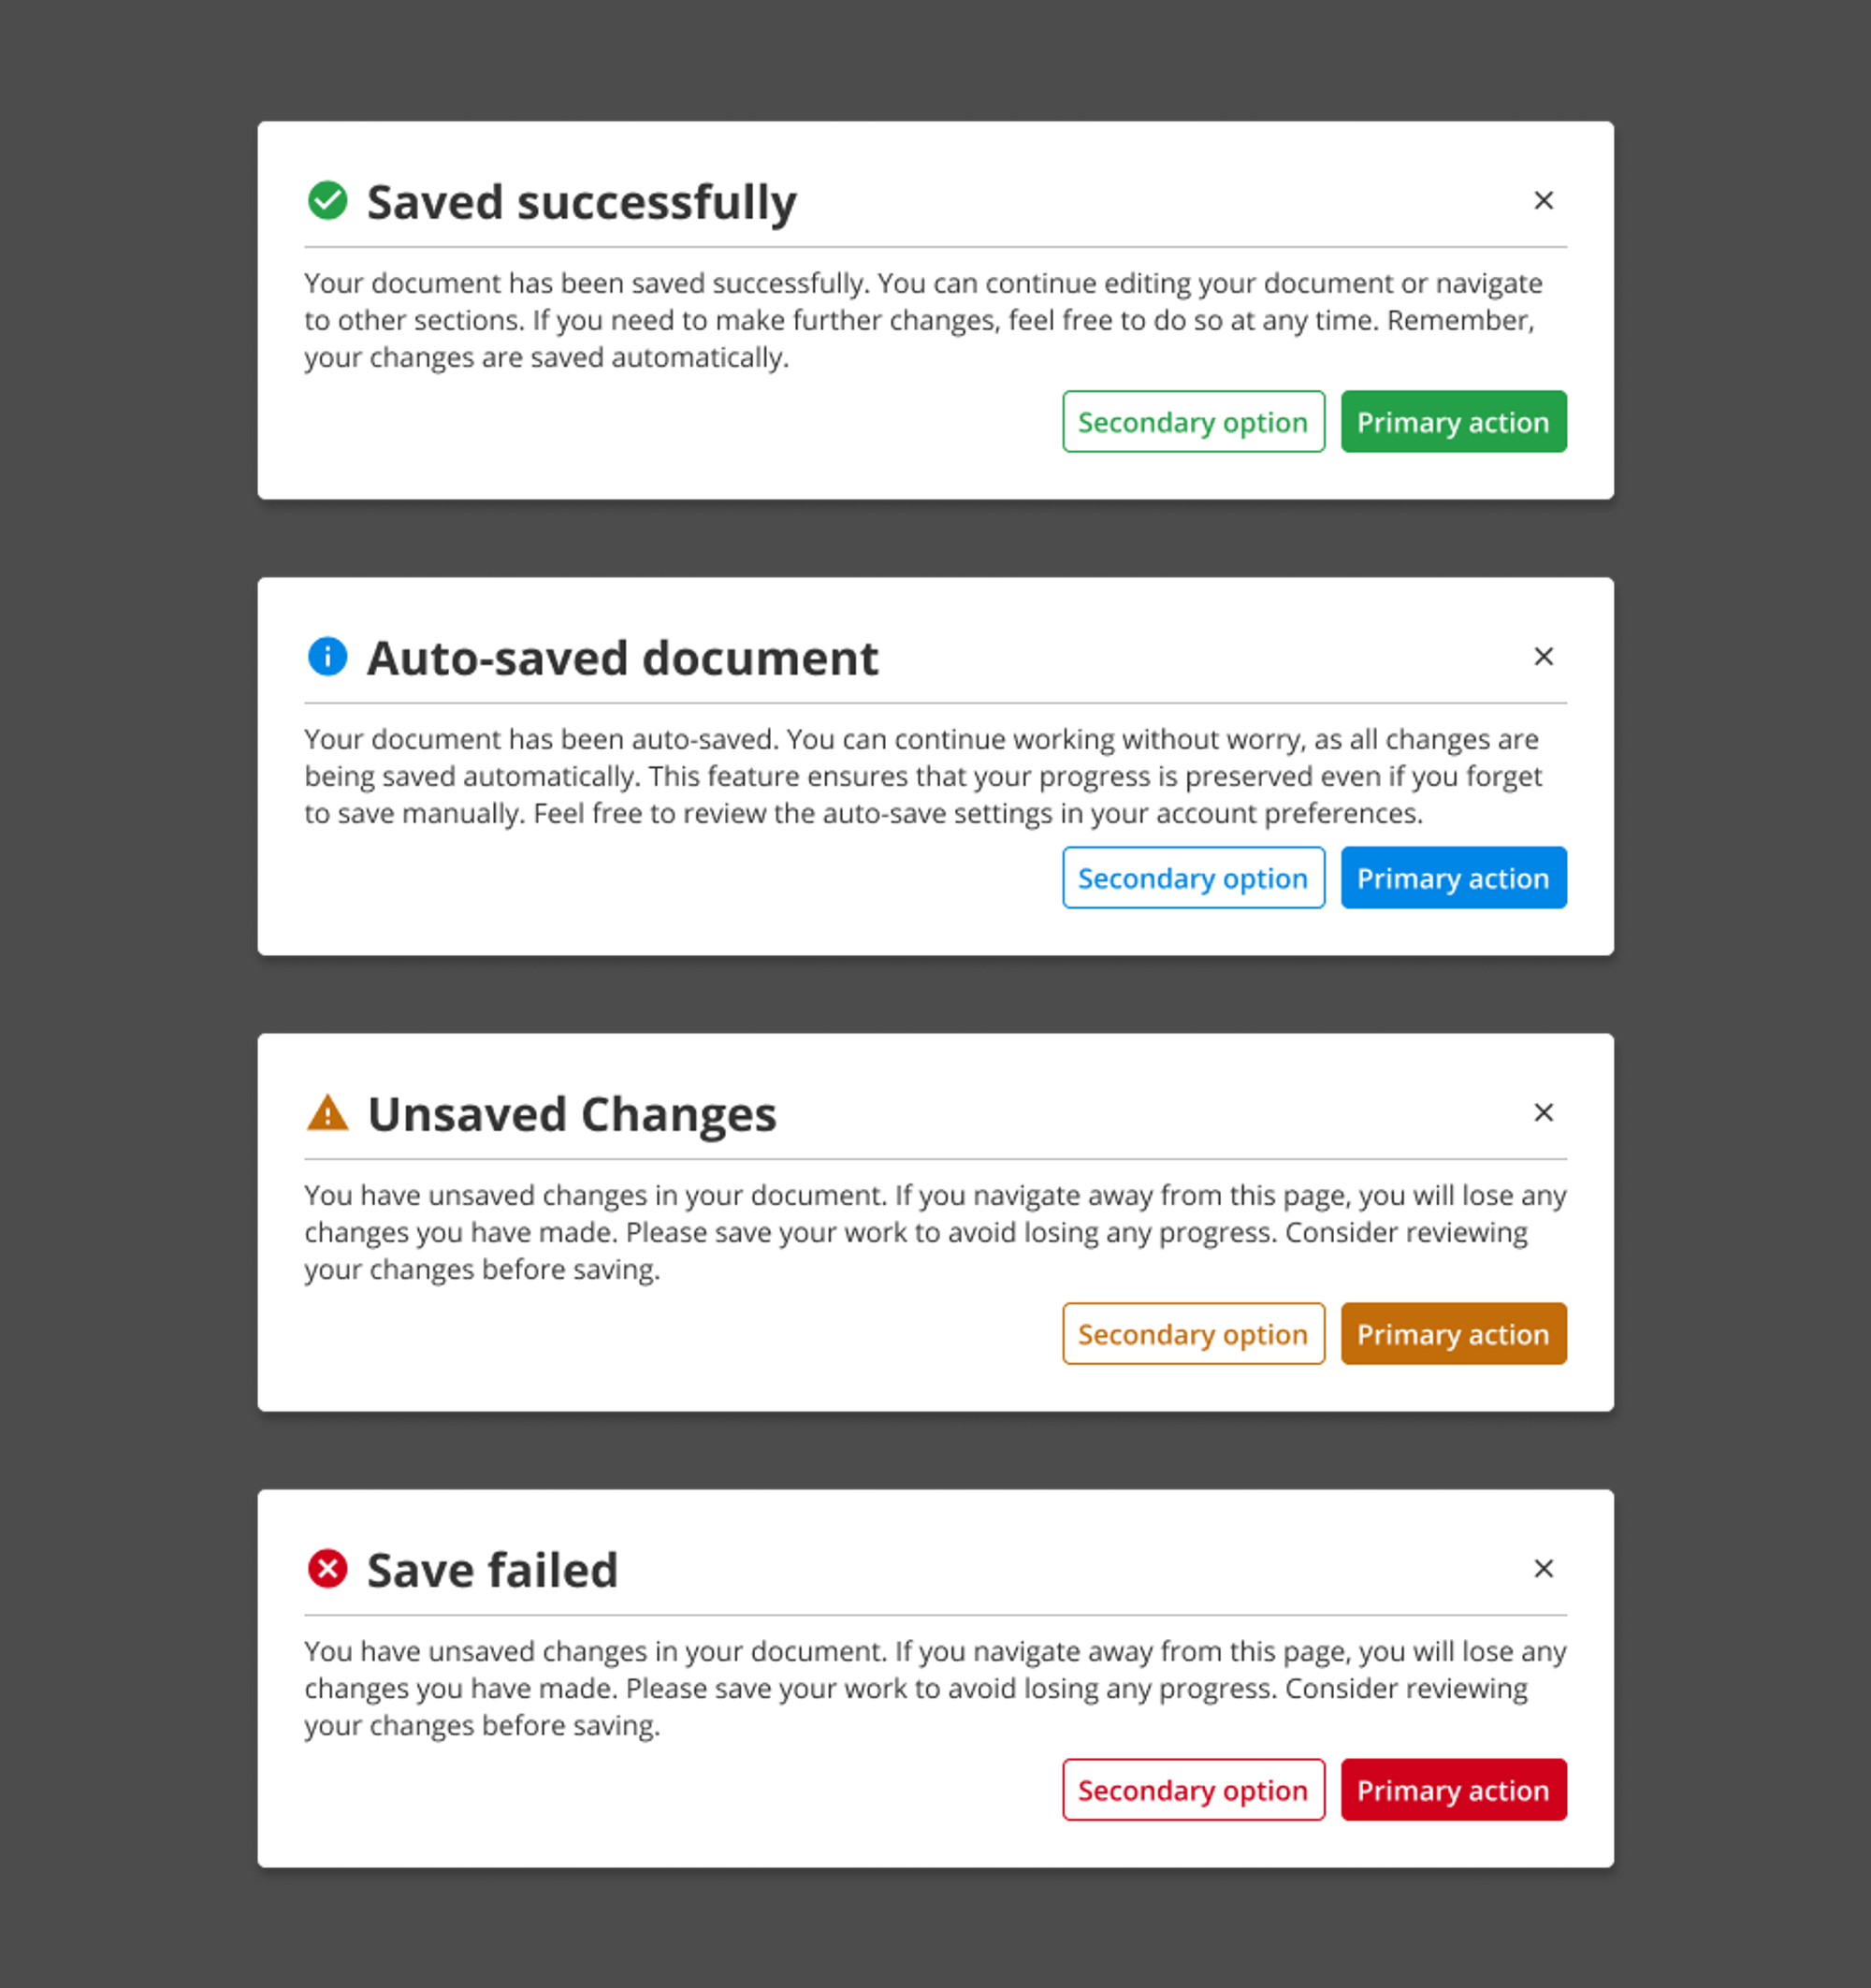 Saved successfully
Your document has been saved successfully. You can continue editing your document or navigate
to other sections. If you need to make further changes, feel free to do so at any time. Remember,
your changes are saved automatically.
Secondary option
Primary action
Auto-saved document
Your document has been auto-saved. You can continue working without worry, as all changes are
being saved automatically. This feature ensures that your progress is preserved even if you forget
to save manually. Feel free to review the auto-save settings in your account preferences.
Secondary option
Primary action
Unsaved Changes
You have unsaved changes in your document. If you navigate away from this page, you will lose any
changes you have made. Please save your work to avoid losing any progress. Consider reviewing
your changes before saving.
Secondary option
Primary action
Save failed
You have unsaved changes in your document. If you navigate away from this page, you will lose any
changes you have made. Please save your work to avoid losing any progress. Consider reviewing
your changes before saving.
Secondary option
Primary action